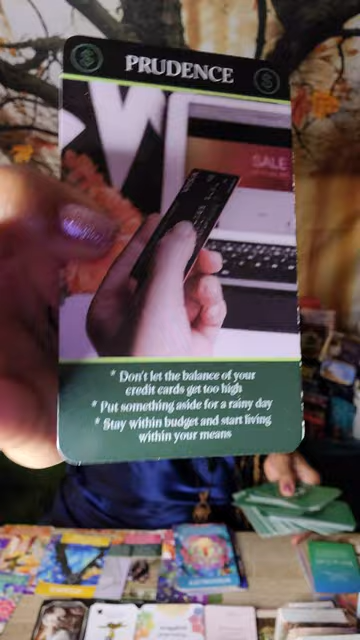 PRUDENCE
SALE
* Don't let the balance of your
credit cards get too high
* Put something aside for a rainy day
* Stay within budget and start living
within your means